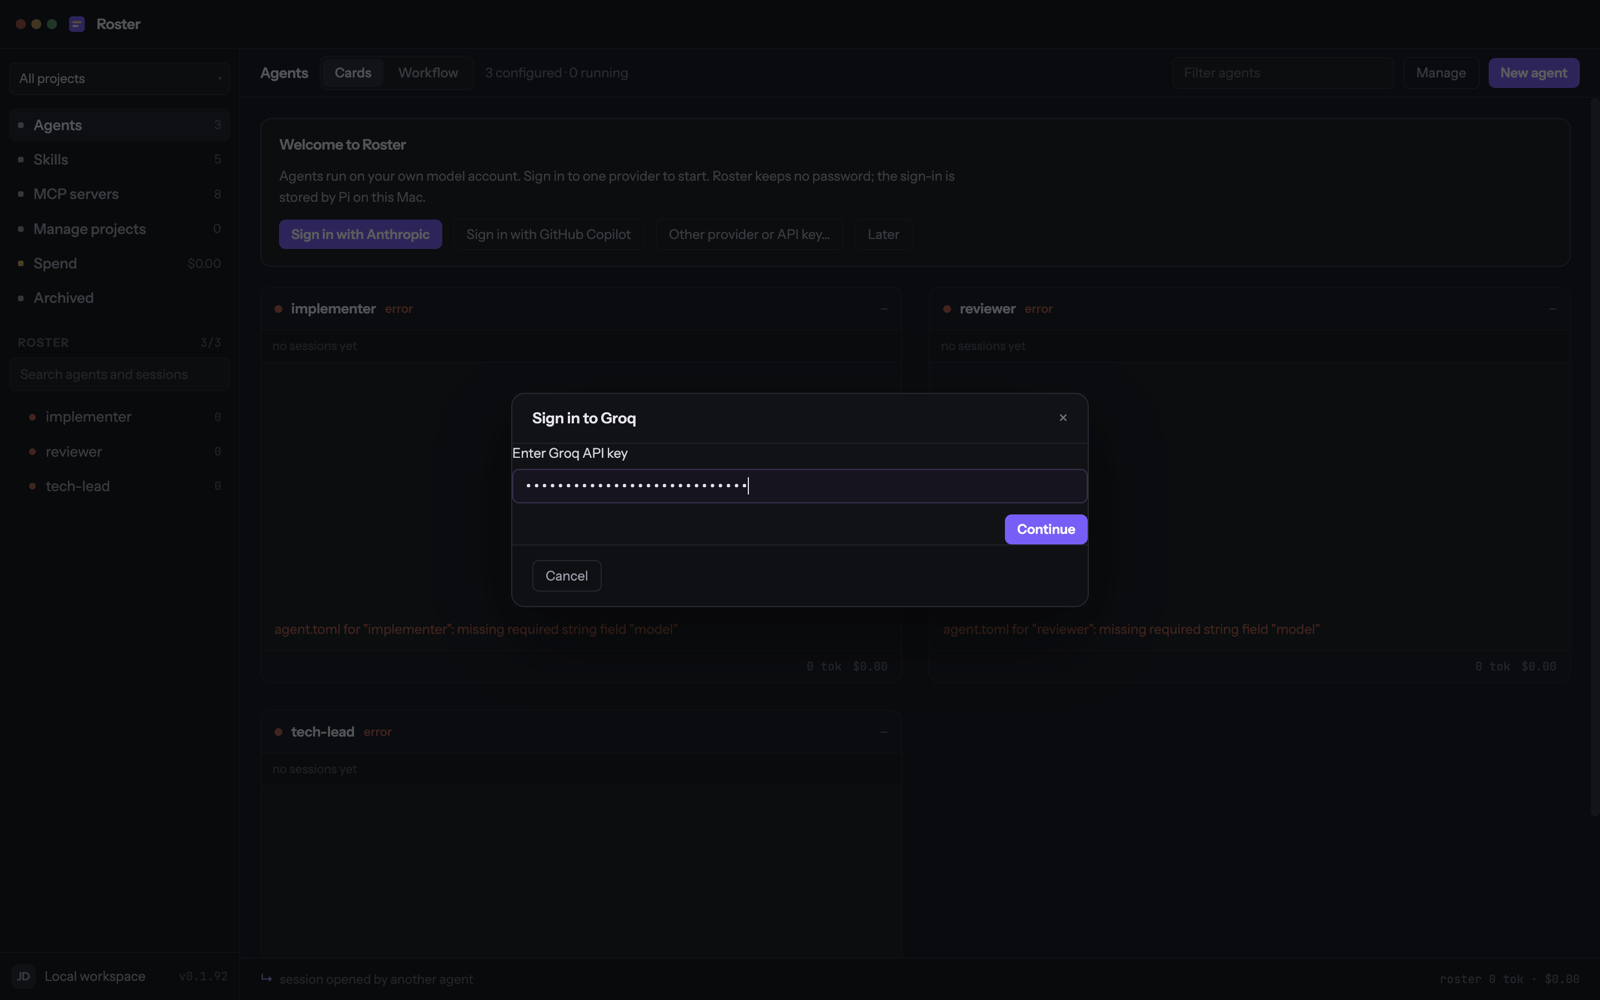 Roster
All projects
Agents 3
Skills 5
MCP servers 8
Manage projects 0
Spend $0.00
Archived
ROSTER 3/3
Search agents and sessions
implementer 0
reviewer 0
tech-lead 0
JD Local workspace v0.1.92
Agents Cards Workflow 3 configured · 0 running Filter agents Manage New agent
Welcome to Roster
Agents run on your own model account. Sign in to one provider to start. Roster keeps no password; the sign-in is
stored by Pi on this Mac.
Sign in with Anthropic Sign in with GitHub Copilot Other provider or API key... Later
implementer error –
no sessions yet
agent.toml for "implementer": missing required string field "model"
0 tok $0.00
reviewer error –
no sessions yet
agent.toml for "reviewer": missing required string field "model"
0 tok $0.00
tech-lead error –
no sessions yet
Sign in to Groq ×
Enter Groq API key
••••••••••••••••••••••••••••
Continue
Cancel
↳ session opened by another agent
roster 0 tok · $0.00